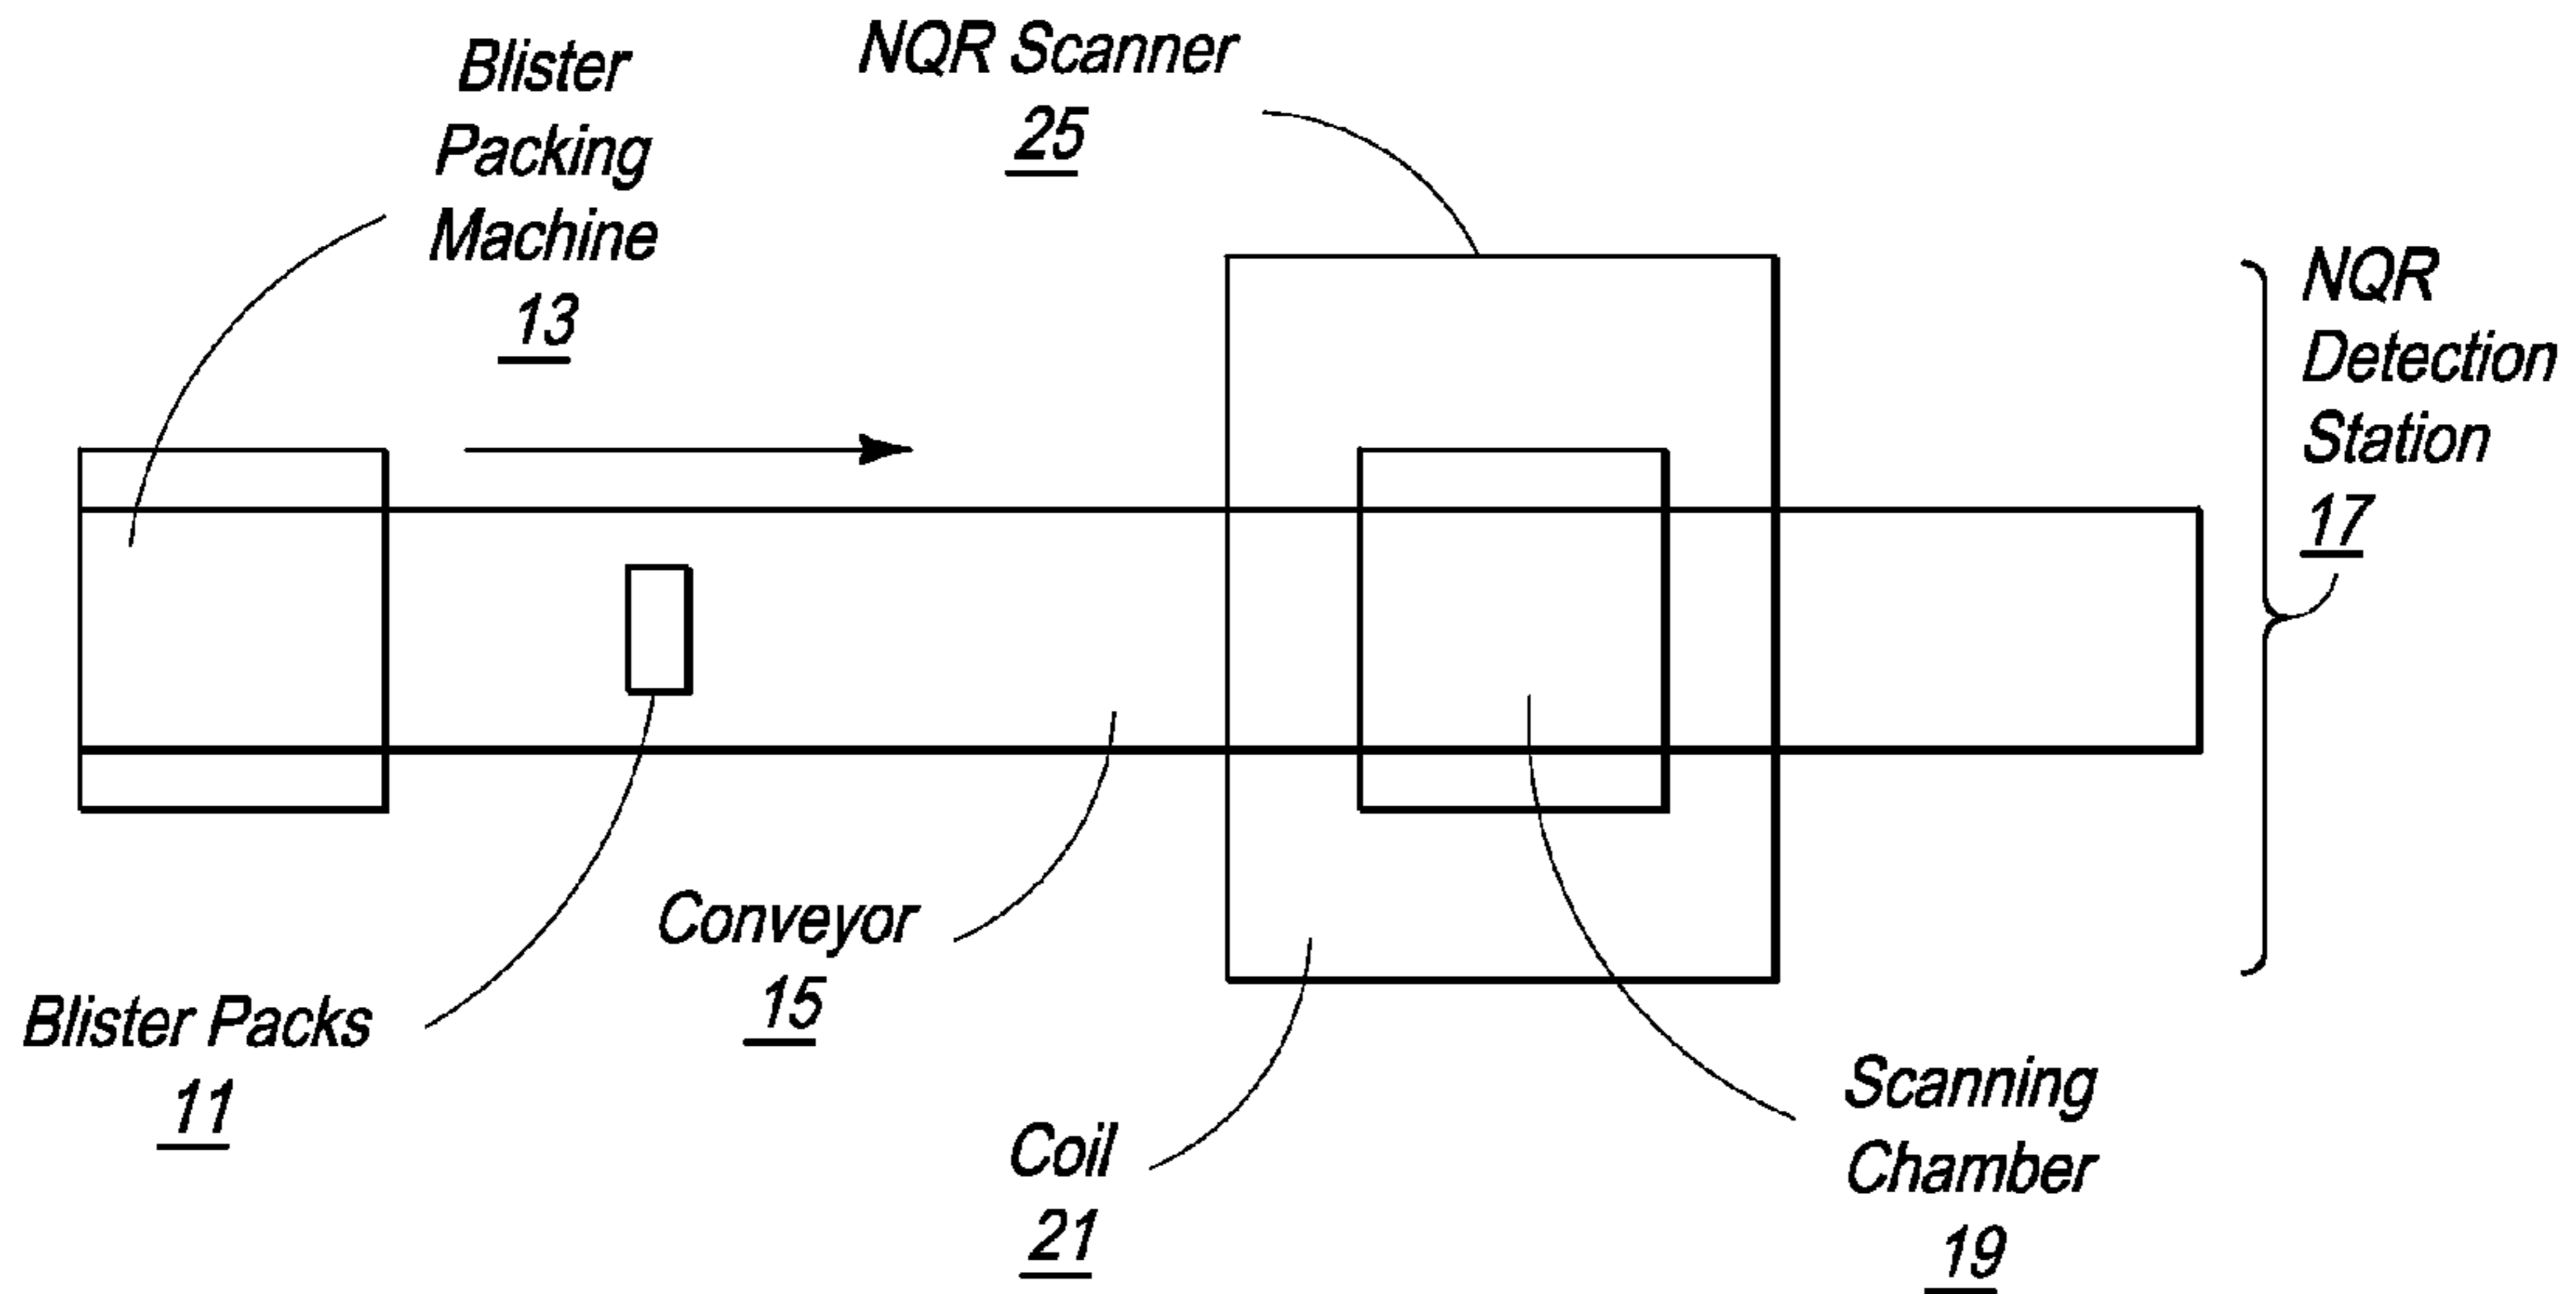 Blister
Packing
Machine
13
NQR Scanner
25
NQR
Detection
Station
17
Blister Packs
11
Conveyor
15
Coil
21
Scanning
Chamber
19